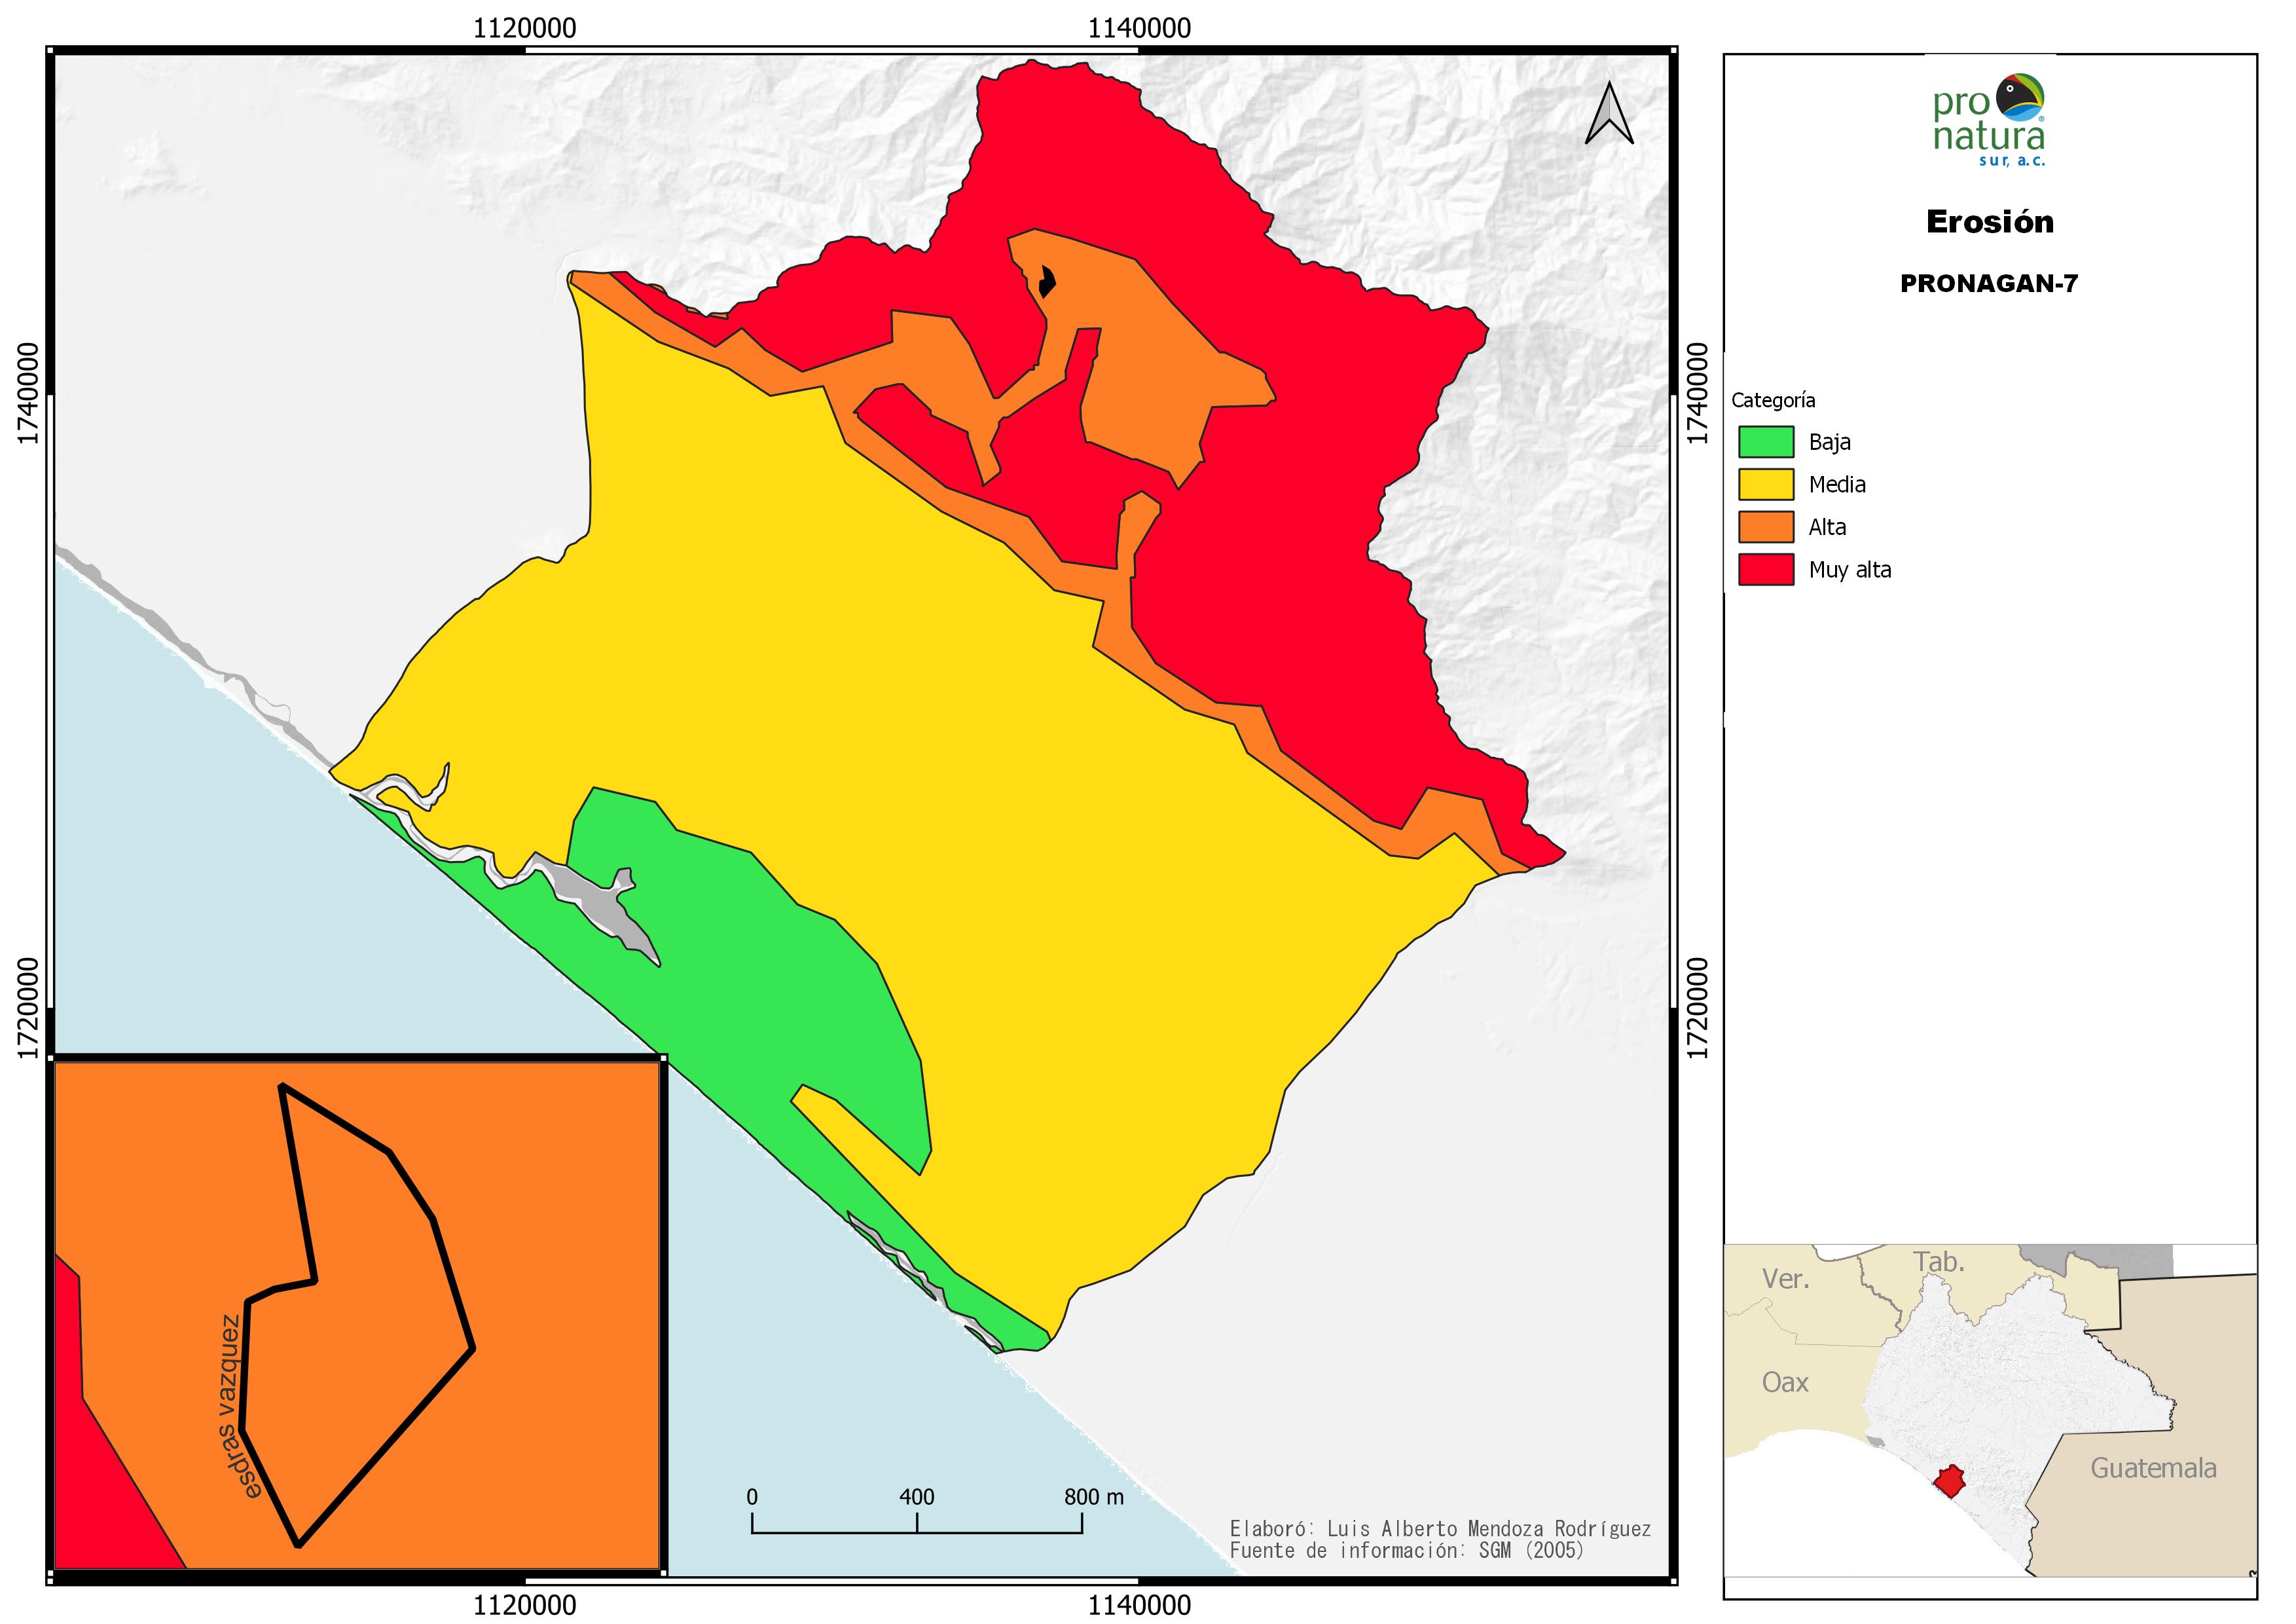 1120000
1140000
1740000
1740000
1720000
1720000
esdras vazquez
0
400
800 m
Elaboró: Luis Alberto Mendoza Rodríguez
Fuente de información: SGM (2005)
1120000
1140000
pro
natura
sur, a.c.
Erosión
PRONAGAN-7
Categoría
Baja
Media
Alta
Muy alta
Ver.
Tab.
Oax
Guatemala